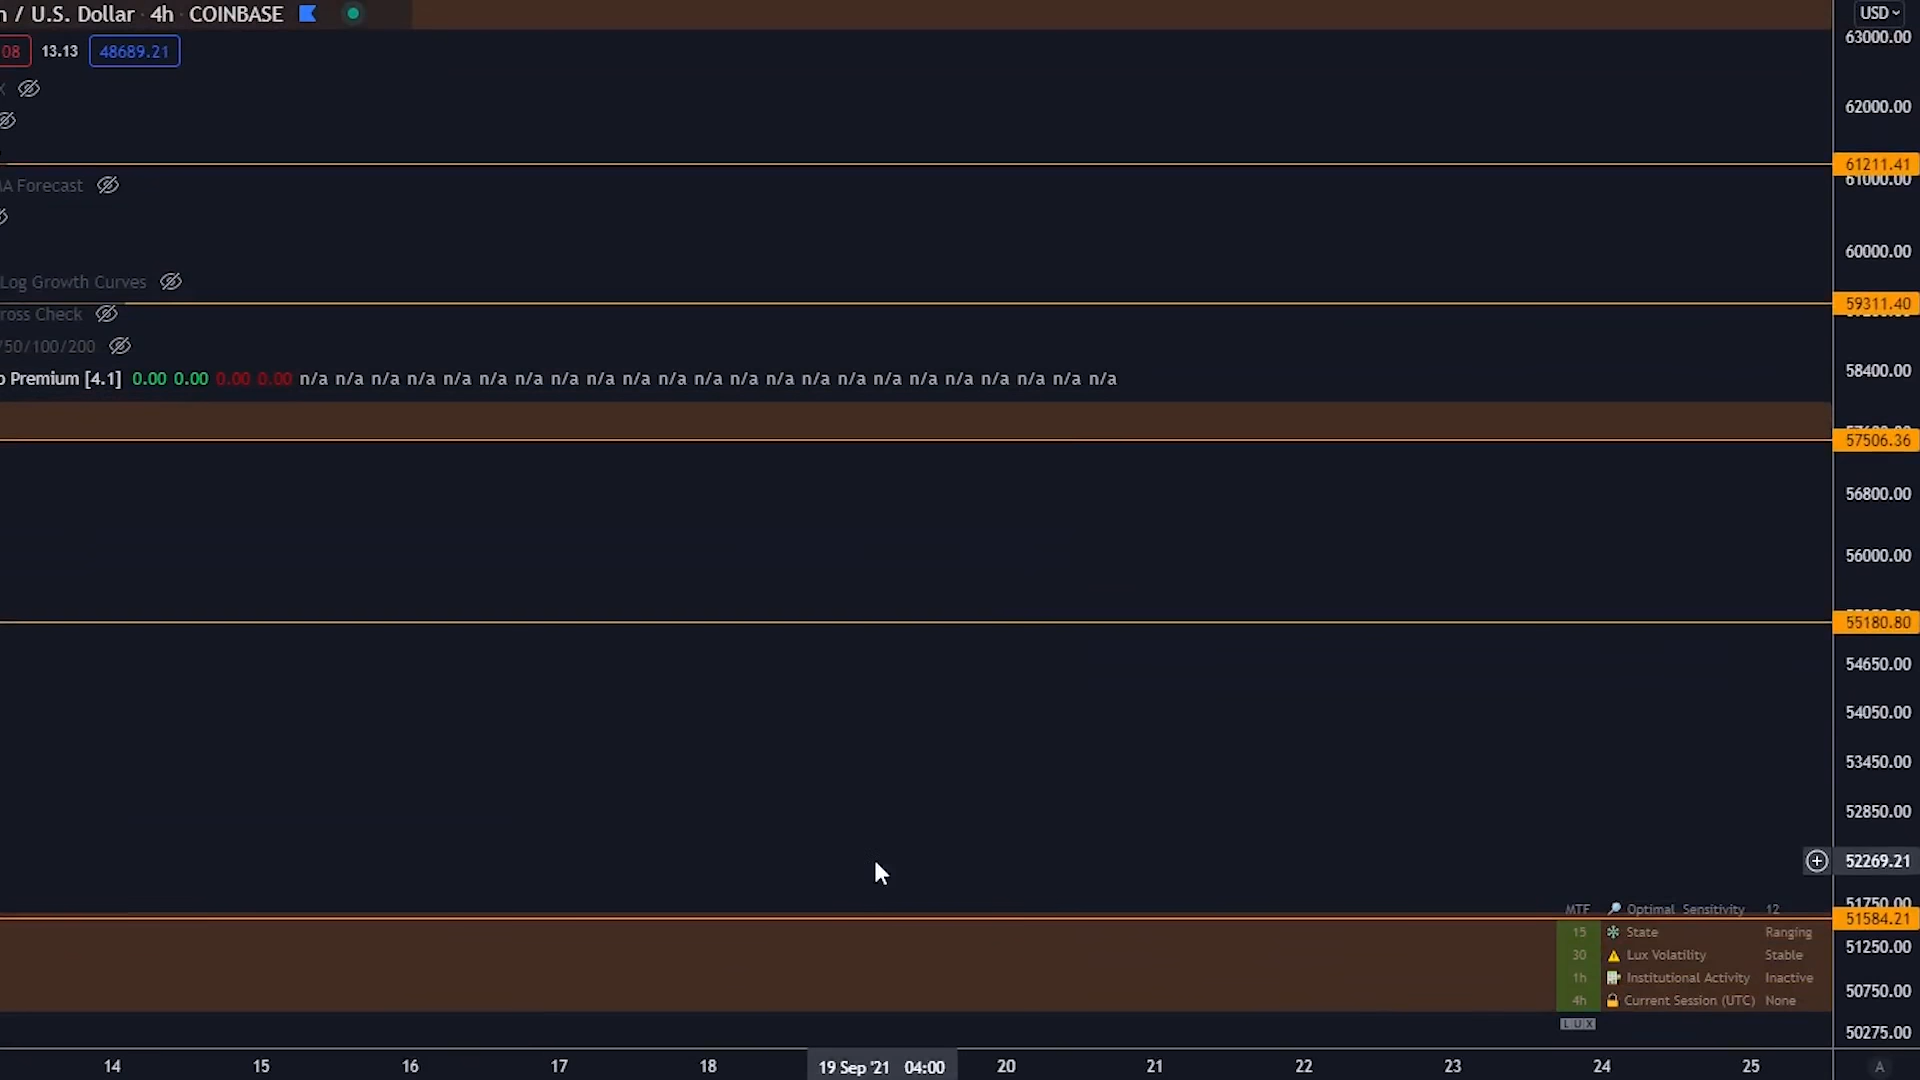 n / U.S. Dollar 4h COINBASE
USD
63000.00
08 13.13 48689.21
X
62000.00
61211.41
61000.00
A Forecast
60000.00
Log Growth Curves
59311.40
ross Check
/50/100/200
58400.00
o Premium [4.1] 0.00 0.00 0.00 0.00 n/a n/a n/a n/a n/a n/a n/a n/a n/a n/a n/a n/a n/a n/a n/a n/a n/a n/a n/a n/a n/a n/a n/a
57506.36
56800.00
56000.00
55180.80
54650.00
54050.00
53450.00
52850.00
52269.21
51750.00
MTF Optimal Sensitivity 12
51584.21
15 State Ranging
51250.00
30 Lux Volatility Stable
1h Institutional Activity Inactive
50750.00
4h Current Session (UTC) None
LUX
50275.00
14 15 16 17 18 19 Sep '21 04:00 20 21 22 23 24 25 A